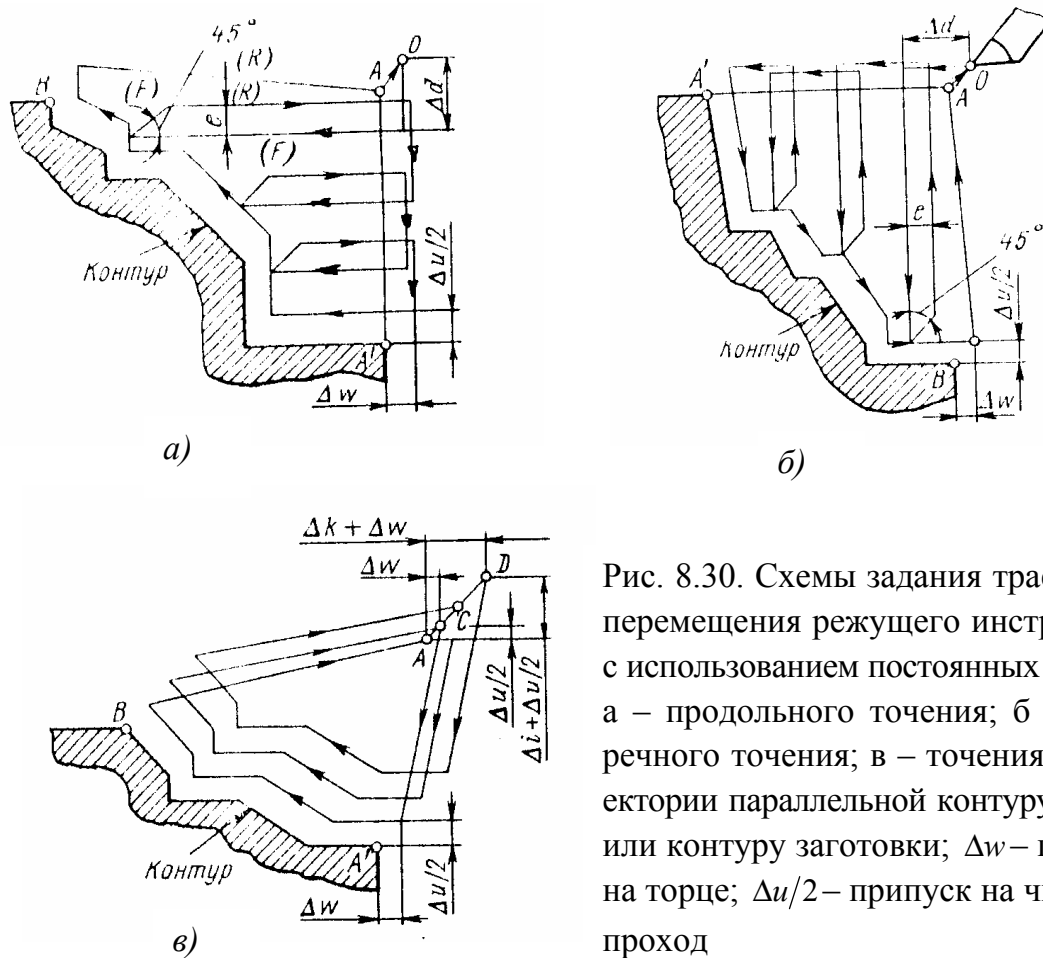 45°
(R)
O
A
B
(F)
(R)
e
Δd
(F)
Контур
Δu/2
A'
Δw
а)
Δd
A'
O
A
e
45°
Δu/2
Контур
B
Δw
б)
Δk + Δw
Δw
D
C
A
B
Δu/2
Δi + Δu/2
Контур
A'
Δu/2
Δw
в)
Рис. 8.30. Схемы задания
перемещения режущего
с использованием постоянных
а – продольного точения; б
речного точения; в – точения
ектории параллельной контуру
или контуру заготовки; Δw –
на торце; Δu/2 – припуск на
проход